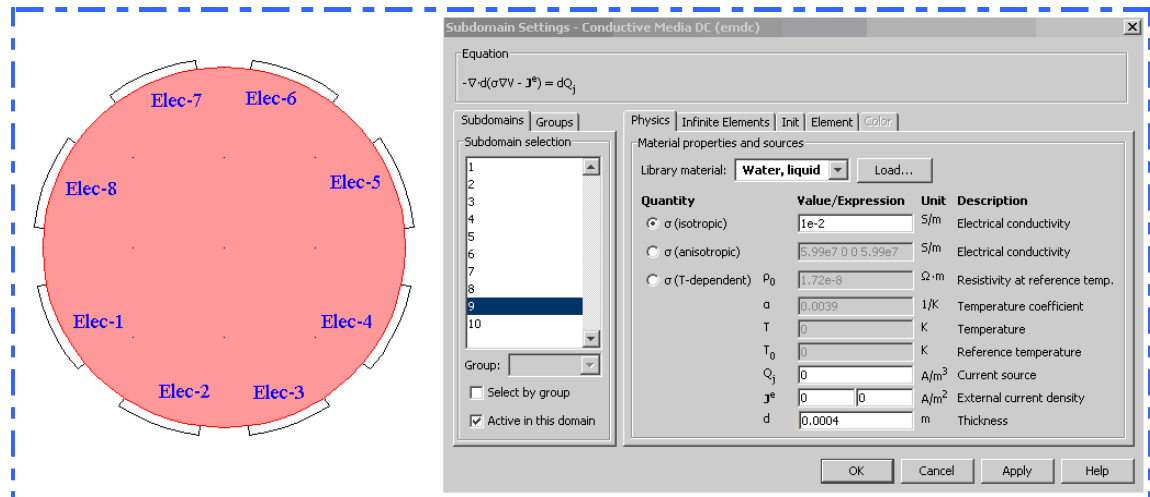 Elec-7
Elec-6
Elec-8
Elec-5
Elec-1
Elec-4
Elec-2
Elec-3
Subdomain Settings - Conductive Media DC (emdc)
Equation
-∇·d(σ∇V - Jᵉ) = dQⱼ
Subdomains Groups
Subdomain selection
1
2
3
4
5
6
7
8
9
10
Group:
Select by group
Active in this domain
Physics Infinite Elements Init Element Color
Material properties and sources
Library material: Water, liquid Load...
Quantity Value/Expression Unit Description
σ (isotropic) 1e-2 S/m Electrical conductivity
σ (anisotropic) 5.99e7 0 0 5.99e7 S/m Electrical conductivity
σ (T-dependent) ρ₀ 1.72e-8 Ω·m Resistivity at reference temp.
α 0.0039 1/K Temperature coefficient
T 0 K Temperature
T₀ 0 K Reference temperature
Qⱼ 0 A/m³ Current source
Jᵉ 0 0 A/m² External current density
d 0.0004 m Thickness
OK Cancel Apply Help